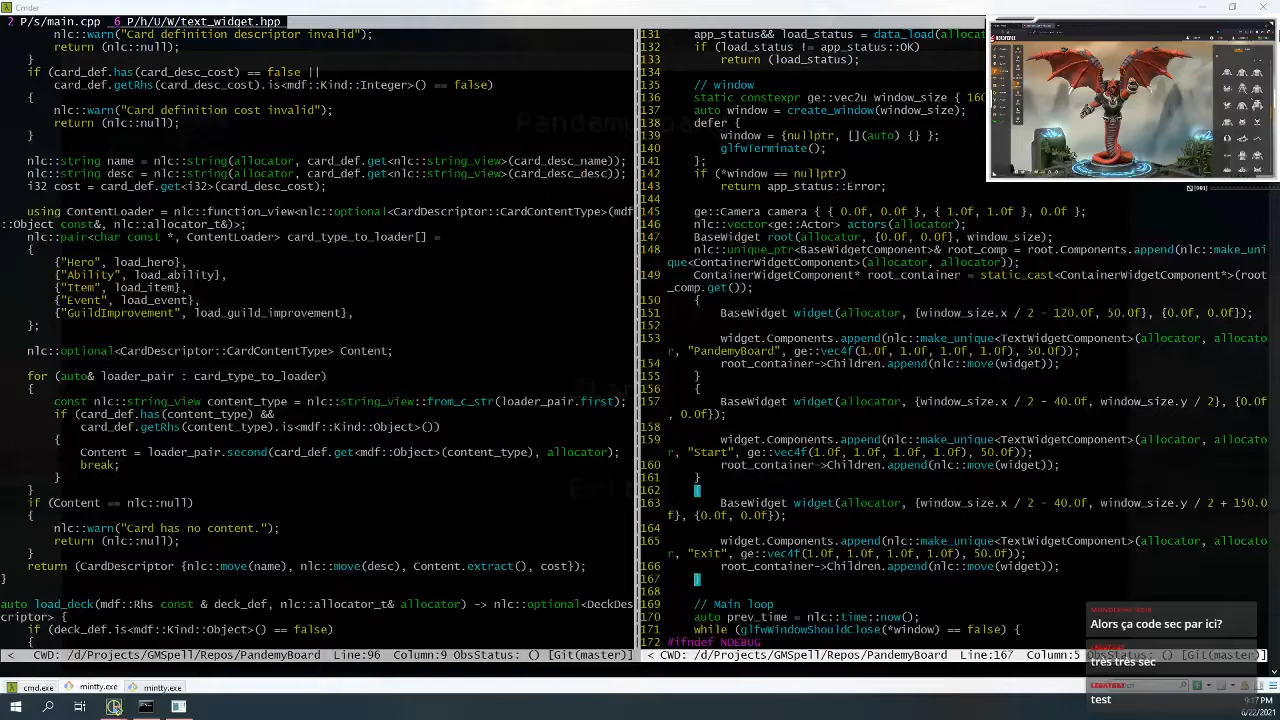 Cmder
2 P/s/main.cpp  6 P/h/U/W/text_widget.hpp
nlc::warn("Card definition descriptor invalid");
return (nlc::null);
}
if (card_def.has(card_desc_cost) == false ||
card_def.getRhs(card_desc_cost).is<mdf::Kind::Integer>() == false)
{
nlc::warn("Card definition cost invalid");
return (nlc::null);
}
nlc::string name = nlc::string(allocator, card_def.get<nlc::string_view>(card_desc_name));
nlc::string desc = nlc::string(allocator, card_def.get<nlc::string_view>(card_desc_desc));
i32 cost = card_def.get<i32>(card_desc_cost);
using ContentLoader = nlc::function_view<nlc::optional<CardDescriptor::CardContentType>(mdf
::Object const&, nlc::allocator_t&)>;
nlc::pair<char const *, ContentLoader> card_type_to_loader[] =
{
{"Hero", load_hero},
{"Ability", load_ability},
{"Item", load_item},
{"Event", load_event},
{"GuildImprovement", load_guild_improvement},
};
nlc::optional<CardDescriptor::CardContentType> Content;
for (auto& loader_pair : card_type_to_loader)
{
const nlc::string_view content_type = nlc::string_view::from_c_str(loader_pair.first);
if (card_def.has(content_type) &&
card_def.getRhs(content_type).is<mdf::Kind::Object>())
{
Content = loader_pair.second(card_def.get<mdf::Object>(content_type), allocator);
break;
}
}
if (Content == nlc::null)
{
nlc::warn("Card has no content.");
return (nlc::null);
}
return (CardDescriptor {nlc::move(name), nlc::move(desc), Content.extract(), cost});
}
auto load_deck(mdf::Rhs const & deck_def, nlc::allocator_t& allocator) -> nlc::optional<DeckDes
criptor> {
if (deck_def.is<mdf::Kind::Object>() == false)
{
< CWD: /d/Projects/GMSpell/Repos/PandemyBoard  Line:96  Column:9 ObsStatus: () [Git(master)]
131 app_status&& load_status = data_load(allocato
132 if (load_status != app_status::OK)
133 return (load_status);
134
135 // window
136 static constexpr ge::vec2u window_size { 160
137 auto window = create_window(window_size);
138 defer {
139 window = {nullptr, [](auto) {} };
140 glfwTerminate();
141 };
142 if (*window == nullptr)
143 return app_status::Error;
144
145 ge::Camera camera { { 0.0f, 0.0f }, { 1.0f, 1.0f }, 0.0f };
146 nlc::vector<ge::Actor> actors(allocator);
147 BaseWidget root(allocator, {0.0f, 0.0f}, window_size);
148 nlc::unique_ptr<BaseWidgetComponent>& root_comp = root.Components.append(nlc::make_uni
que<ContainerWidgetComponent>(allocator, allocator));
149 ContainerWidgetComponent* root_container = static_cast<ContainerWidgetComponent*>(root
_comp.get());
150 {
151 BaseWidget widget(allocator, {window_size.x / 2 - 120.0f, 50.0f}, {0.0f, 0.0f});
152
153 widget.Components.append(nlc::make_unique<TextWidgetComponent>(allocator, allocato
r, "PandemyBoard", ge::vec4f(1.0f, 1.0f, 1.0f, 1.0f), 50.0f));
154 root_container->Children.append(nlc::move(widget));
155 }
156 {
157 BaseWidget widget(allocator, {window_size.x / 2 - 40.0f, window_size.y / 2}, {0.0f
, 0.0f});
158
159 widget.Components.append(nlc::make_unique<TextWidgetComponent>(allocator, allocato
r, "Start", ge::vec4f(1.0f, 1.0f, 1.0f, 1.0f), 50.0f));
160 root_container->Children.append(nlc::move(widget));
161 }
162 {
163 BaseWidget widget(allocator, {window_size.x / 2 - 40.0f, window_size.y / 2 + 150.0
f}, {0.0f, 0.0f});
164
165 widget.Components.append(nlc::make_unique<TextWidgetComponent>(allocator, allocato
r, "Exit", ge::vec4f(1.0f, 1.0f, 1.0f, 1.0f), 50.0f));
166 root_container->Children.append(nlc::move(widget));
167 }
168
169 // Main loop
170 auto prev_time = nlc::time::now();
171 while (glfwWindowShouldClose(*window) == false) {
172 #ifndef NDEBUG
< CWD: /d/Projects/GMSpell/Repos/PandemyBoard  Line:167  Column:5 ObsStatus: () [Git(master)]
Alors ça code sec par ici?
très très sec
test
cmd.exe
mintty.exe
mintty.exe
9:17 PM
6/22/2021